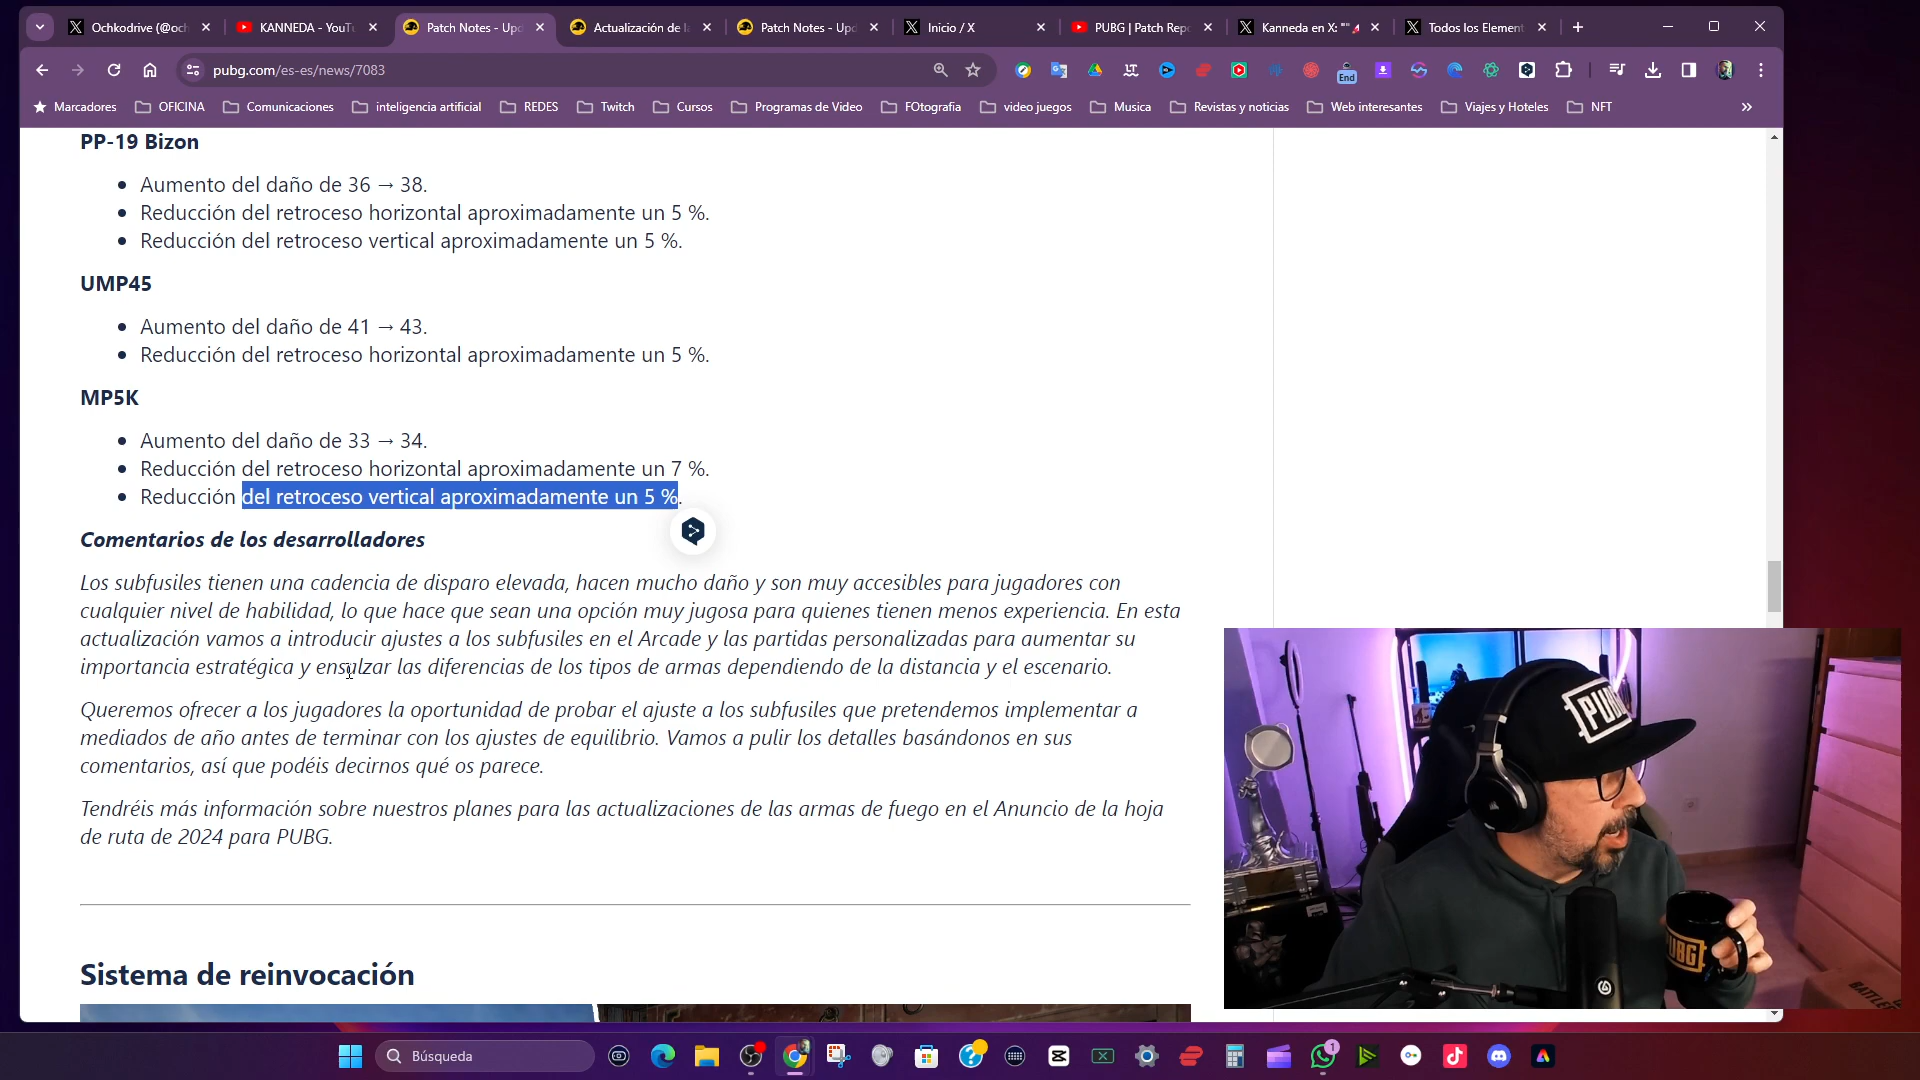 Ochkodrive (@och
KANNEDA - YouTu
Patch Notes - Upd
Actualización de l
Patch Notes - Upd
Inicio / X
PUBG | Patch Repo
Kanneda en X: "
Todos los Element
pubg.com/es-es/news/7083
End
Marcadores
OFICINA
Comunicaciones
inteligencia artificial
REDES
Twitch
Cursos
Programas de Video
FOtografia
video juegos
Musica
Revistas y noticias
Web interesantes
Viajes y Hoteles
NFT
PP-19 Bizon
Aumento del daño de 36 → 38.
Reducción del retroceso horizontal aproximadamente un 5 %.
Reducción del retroceso vertical aproximadamente un 5 %.
UMP45
Aumento del daño de 41 → 43.
Reducción del retroceso horizontal aproximadamente un 5 %.
MP5K
Aumento del daño de 33 → 34.
Reducción del retroceso horizontal aproximadamente un 7 %.
Reducción del retroceso vertical aproximadamente un 5 %.
Comentarios de los desarrolladores
Los subfusiles tienen una cadencia de disparo elevada, hacen mucho daño y son muy accesibles para jugadores con
cualquier nivel de habilidad, lo que hace que sean una opción muy jugosa para quienes tienen menos experiencia. En esta
actualización vamos a introducir ajustes a los subfusiles en el Arcade y las partidas personalizadas para aumentar su
importancia estratégica y ensalzar las diferencias de los tipos de armas dependiendo de la distancia y el escenario.
Queremos ofrecer a los jugadores la oportunidad de probar el ajuste a los subfusiles que pretendemos implementar a
mediados de año antes de terminar con los ajustes de equilibrio. Vamos a pulir los detalles basándonos en sus
comentarios, así que podéis decirnos qué os parece.
Tendréis más información sobre nuestros planes para las actualizaciones de las armas de fuego en el Anuncio de la hoja
de ruta de 2024 para PUBG.
Sistema de reinvocación
PUBG
PUBG
Búsqueda
1